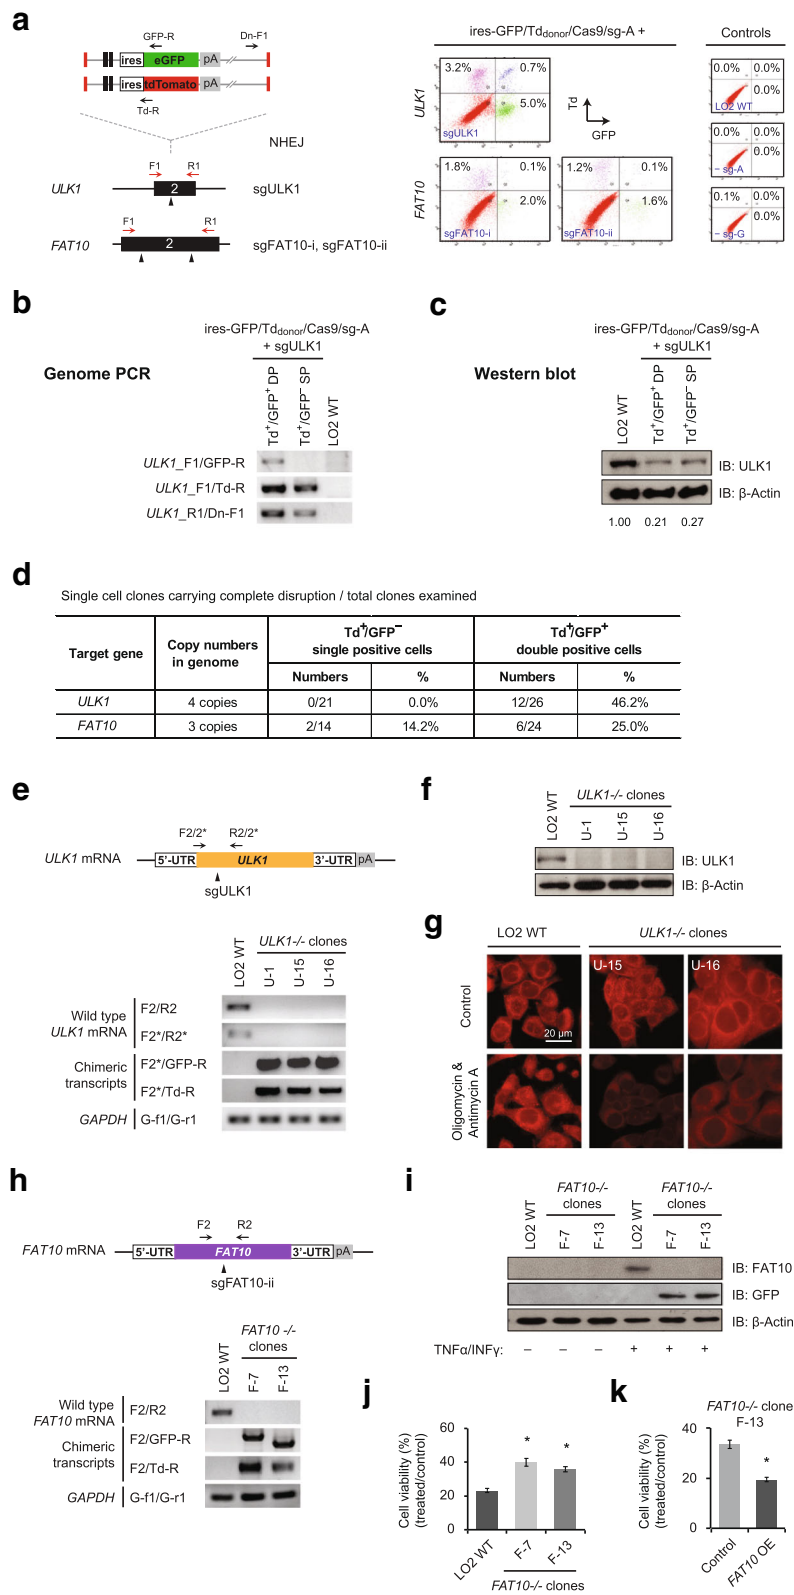 a
GFP-R
Dn-F1
ires
eGFP
pA
ires
tdTomato
pA
Td-R
NHEJ
F1
R1
ULK1
2
sgULK1
F1
R1
FAT10
2
sgFAT10-i, sgFAT10-ii
ires-GFP/Tddonor/Cas9/sg-A +
Controls
ULK1
3.2%
0.7%
5.0%
sgULK1
Td
GFP
FAT10
1.8%
0.1%
2.0%
sgFAT10-i
1.2%
0.1%
1.6%
sgFAT10-ii
0.0%
0.0%
0.0%
LO2 WT
0.0%
0.0%
0.0%
– sg-A
0.1%
0.0%
0.0%
– sg-G
b
ires-GFP/Tddonor/Cas9/sg-A
+ sgULK1
Genome PCR
Td+/GFP+ DP
Td+/GFP– SP
LO2 WT
ULK1_F1/GFP-R
ULK1_F1/Td-R
ULK1_R1/Dn-F1
c
ires-GFP/Tddonor/Cas9/sg-A
+ sgULK1
Western blot
LO2 WT
Td+/GFP+ DP
Td+/GFP– SP
IB: ULK1
IB: β-Actin
1.00
0.21
0.27
d
Single cell clones carrying complete disruption / total clones examined
Target gene
Copy numbers in genome
Td+/GFP– single positive cells
Td+/GFP+ double positive cells
Numbers
%
Numbers
%
ULK1
4 copies
0/21
0.0%
12/26
46.2%
FAT10
3 copies
2/14
14.2%
6/24
25.0%
e
F2/2*
R2/2*
ULK1 mRNA
5'-UTR
ULK1
3'-UTR
pA
sgULK1
LO2 WT
ULK1-/- clones
U-1
U-15
U-16
Wild type
ULK1 mRNA
F2/R2
F2*/R2*
Chimeric
transcripts
F2*/GFP-R
F2*/Td-R
GAPDH
G-f1/G-r1
f
LO2 WT
ULK1-/- clones
U-1
U-15
U-16
IB: ULK1
IB: β-Actin
g
LO2 WT
ULK1-/- clones
Control
U-15
U-16
20 μm
Oligomycin &
Antimycin A
h
F2
R2
FAT10 mRNA
5'-UTR
FAT10
3'-UTR
pA
sgFAT10-ii
LO2 WT
FAT10 -/-
clones
F-7
F-13
Wild type
FAT10 mRNA
F2/R2
Chimeric
transcripts
F2/GFP-R
F2/Td-R
GAPDH
G-f1/G-r1
i
LO2 WT
FAT10-/-
clones
F-7
F-13
LO2 WT
FAT10-/-
clones
F-7
F-13
IB: FAT10
IB: GFP
IB: β-Actin
TNFα/INFγ:
– – – + + +
j
Cell viability (%)
(treated/control)
60
40
20
0
*
*
LO2 WT
F-7
F-13
FAT10-/- clones
k
FAT10-/- clone
F-13
Cell viability (%)
(treated/control)
40
20
0
*
Control
FAT10 OE